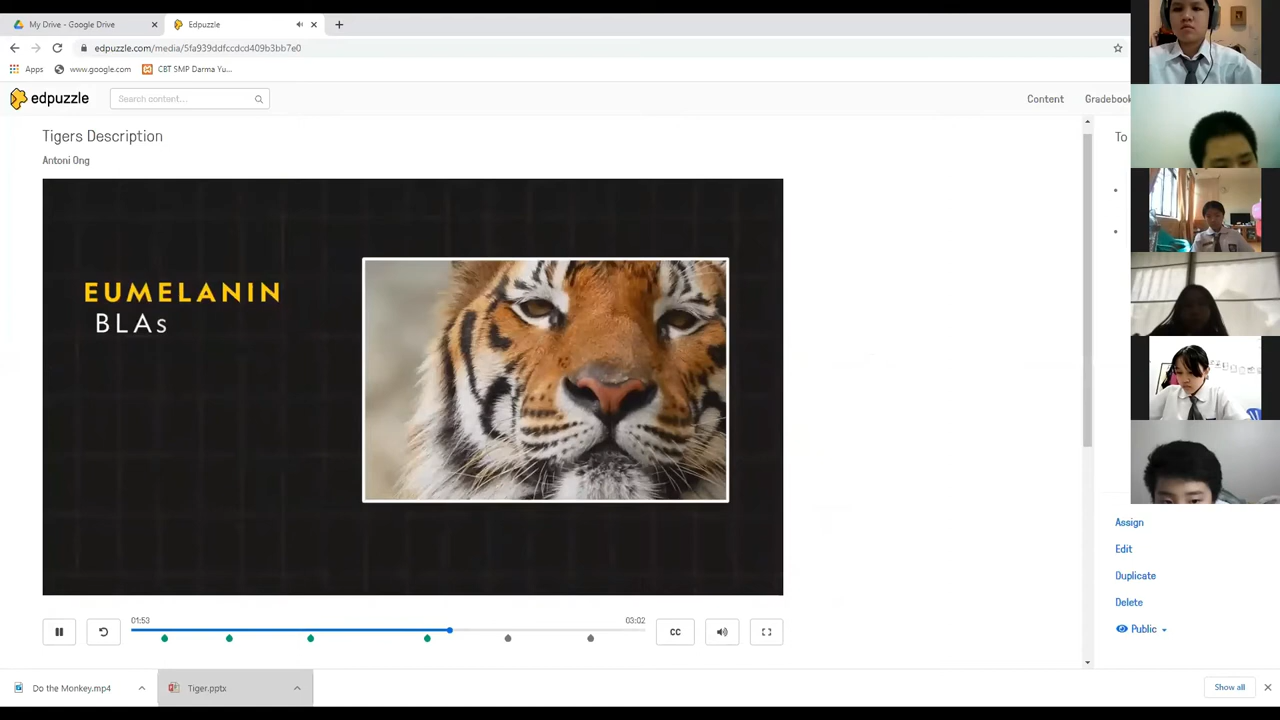 My Drive - Google Drive
Edpuzzle
edpuzzle.com/media/5fa939ddfccdcd409b3bb7e0
Apps
www.google.com
CBT SMP Darma Yu...
edpuzzle
Search content...
Content
Gradebook
Tigers Description
To
Antoni Ong
EUMELANIN
BLAs
Assign
Edit
Duplicate
Delete
Public
01:53
03:02
CC
Do the Monkey.mp4
Tiger.pptx
Show all